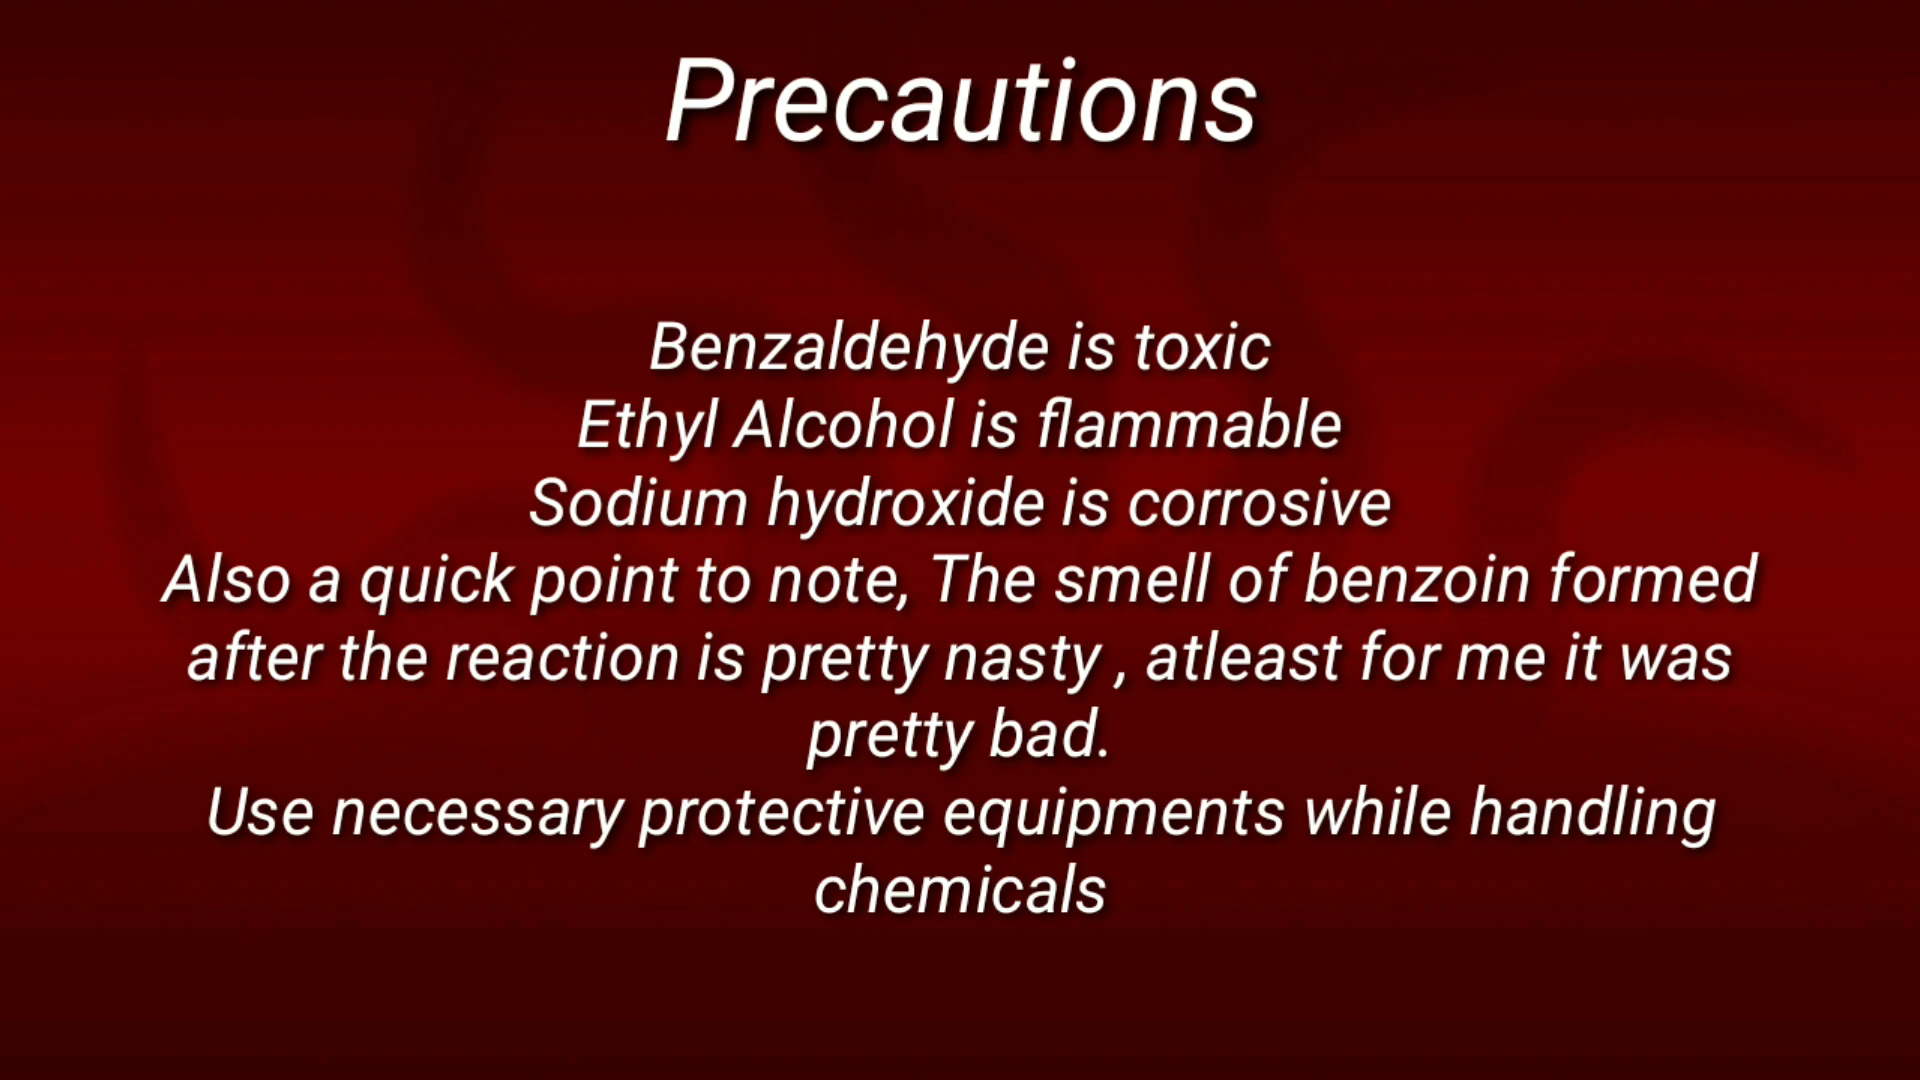 Precautions
Benzaldehyde is toxic
Ethyl Alcohol is flammable
Sodium hydroxide is corrosive
Also a quick point to note, The smell of benzoin formed
after the reaction is pretty nasty , atleast for me it was
pretty bad.
Use necessary protective equipments while handling
chemicals